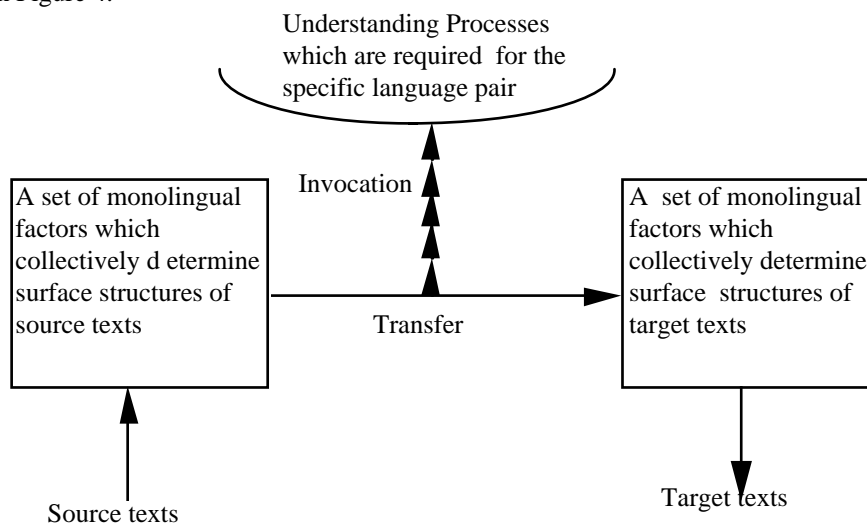 Figure 4.
Understanding Processes
which are required for the
specific language pair
Invocation
A set of monolingual
factors which
collectively d etermine
surface structures of
source texts
A set of monolingual
factors which
collectively determine
surface structures of
target texts
Transfer
Source texts
Target texts